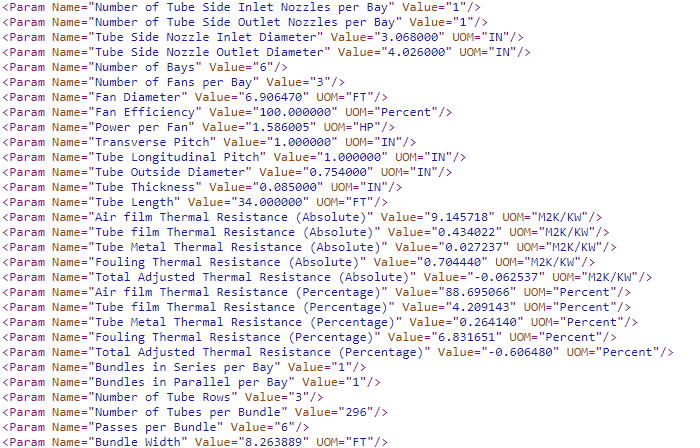 <Param Name="Number of Tube Side Inlet Nozzles per Bay" Value="1"/>
<Param Name="Number of Tube Side Outlet Nozzles per Bay" Value="1"/>
<Param Name="Tube Side Nozzle Inlet Diameter" Value="3.068000" UOM="IN"/>
<Param Name="Tube Side Nozzle Outlet Diameter" Value="4.026000" UOM="IN"/>
<Param Name="Number of Bays" Value="6"/>
<Param Name="Number of Fans per Bay" Value="3"/>
<Param Name="Fan Diameter" Value="6.906470" UOM="FT"/>
<Param Name="Fan Efficiency" Value="100.000000" UOM="Percent"/>
<Param Name="Power per Fan" Value="1.586005" UOM="HP"/>
<Param Name="Transverse Pitch" Value="1.000000" UOM="IN"/>
<Param Name="Tube Longitudinal Pitch" Value="1.000000" UOM="IN"/>
<Param Name="Tube Outside Diameter" Value="0.754000" UOM="IN"/>
<Param Name="Tube Thickness" Value="0.085000" UOM="IN"/>
<Param Name="Tube Length" Value="34.000000" UOM="FT"/>
<Param Name="Air film Thermal Resistance (Absolute)" Value="9.145718" UOM="M2K/KW"/>
<Param Name="Tube film Thermal Resistance (Absolute)" Value="0.434022" UOM="M2K/KW"/>
<Param Name="Tube Metal Thermal Resistance (Absolute)" Value="0.027237" UOM="M2K/KW"/>
<Param Name="Fouling Thermal Resistance (Absolute)" Value="0.704440" UOM="M2K/KW"/>
<Param Name="Total Adjusted Thermal Resistance (Absolute)" Value="-0.062537" UOM="M2K/KW"/>
<Param Name="Air film Thermal Resistance (Percentage)" Value="88.695066" UOM="Percent"/>
<Param Name="Tube film Thermal Resistance (Percentage)" Value="4.209143" UOM="Percent"/>
<Param Name="Tube Metal Thermal Resistance (Percentage)" Value="0.264140" UOM="Percent"/>
<Param Name="Fouling Thermal Resistance (Percentage)" Value="6.831651" UOM="Percent"/>
<Param Name="Total Adjusted Thermal Resistance (Percentage)" Value="-0.606480" UOM="Percent"/>
<Param Name="Bundles in Series per Bay" Value="1"/>
<Param Name="Bundles in Parallel per Bay" Value="1"/>
<Param Name="Number of Tube Rows" Value="3"/>
<Param Name="Number of Tubes per Bundle" Value="296"/>
<Param Name="Passes per Bundle" Value="6"/>
<Param Name="Bundle Width" Value="8.263889" UOM="FT"/>